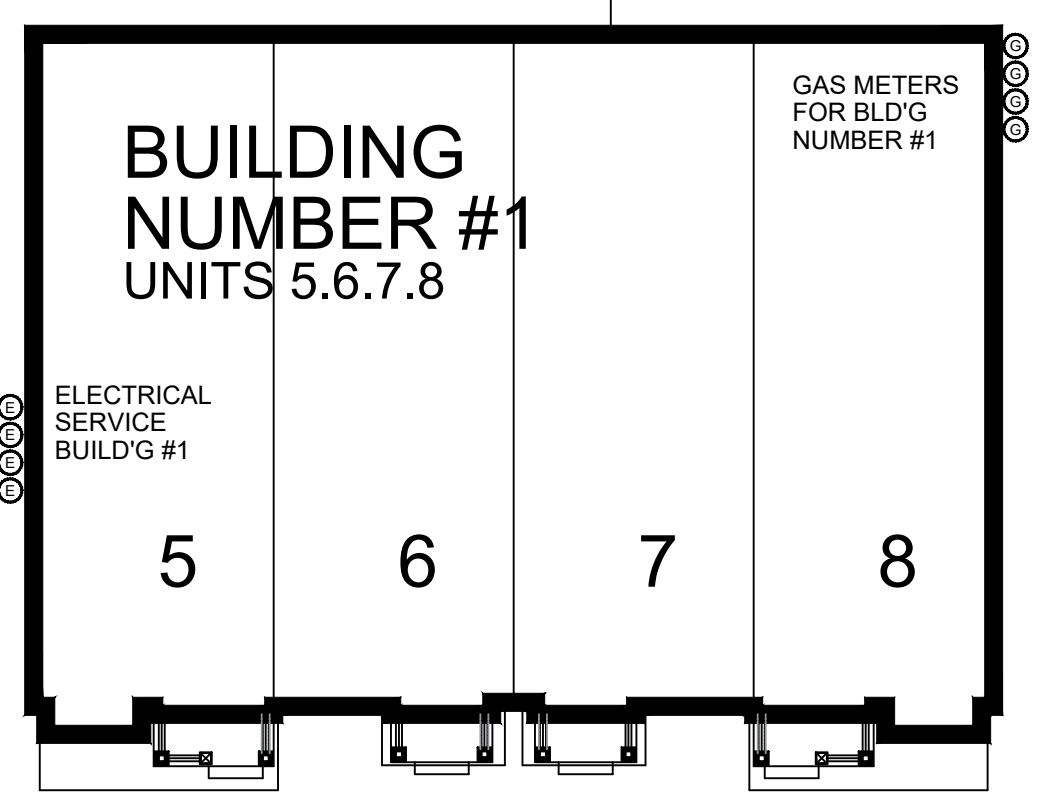 GAS METERS
FOR BLD'G
NUMBER #1
G
G
G
G
BUILDING
NUMBER #1
UNITS 5.6.7.8
ELECTRICAL
SERVICE
BUILD'G #1
E
E
E
E
5 6 7 8